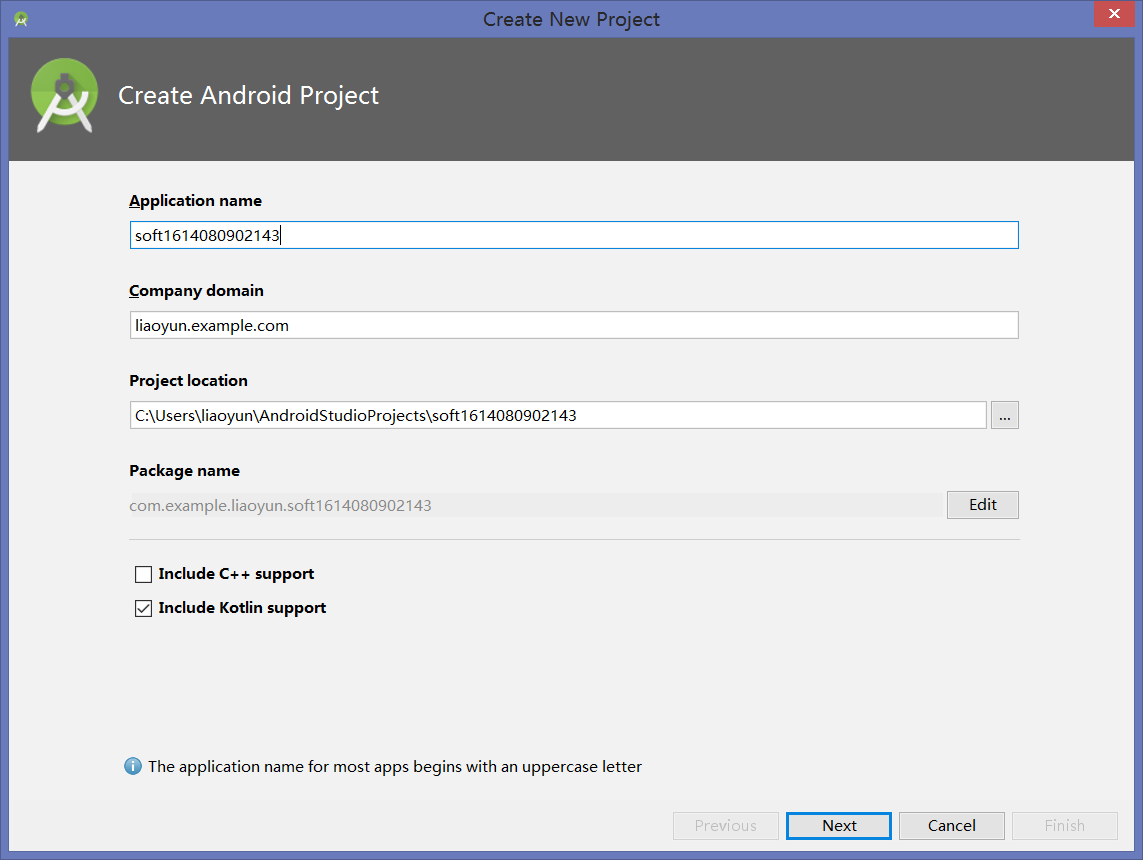 Create New Project
Create Android Project
Application name
soft1614080902143
Company domain
liaoyun.example.com
Project location
C:\Users\liaoyun\AndroidStudioProjects\soft1614080902143
...
Package name
com.example.liaoyun.soft1614080902143
Edit
Include C++ support
Include Kotlin support
The application name for most apps begins with an uppercase letter
Previous Next Cancel Finish